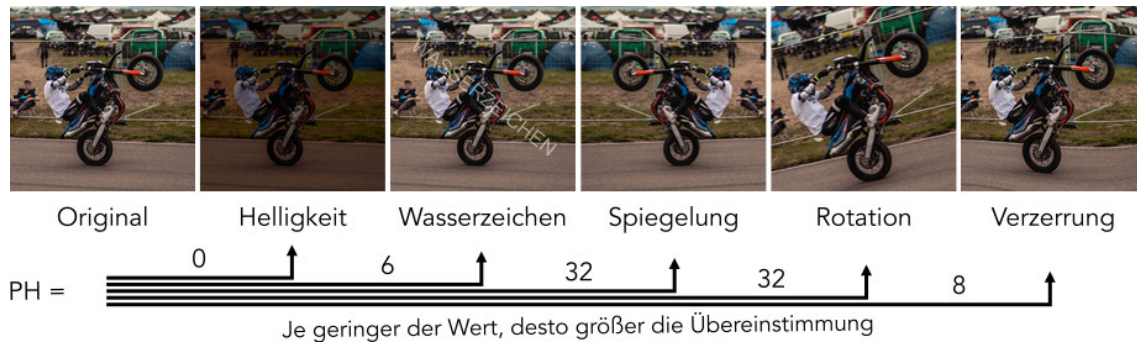 WASSERZEICHEN
Original Helligkeit Wasserzeichen Spiegelung Rotation Verzerrung
0 6 32 32 8
PH =
Je geringer der Wert, desto größer die Übereinstimmung